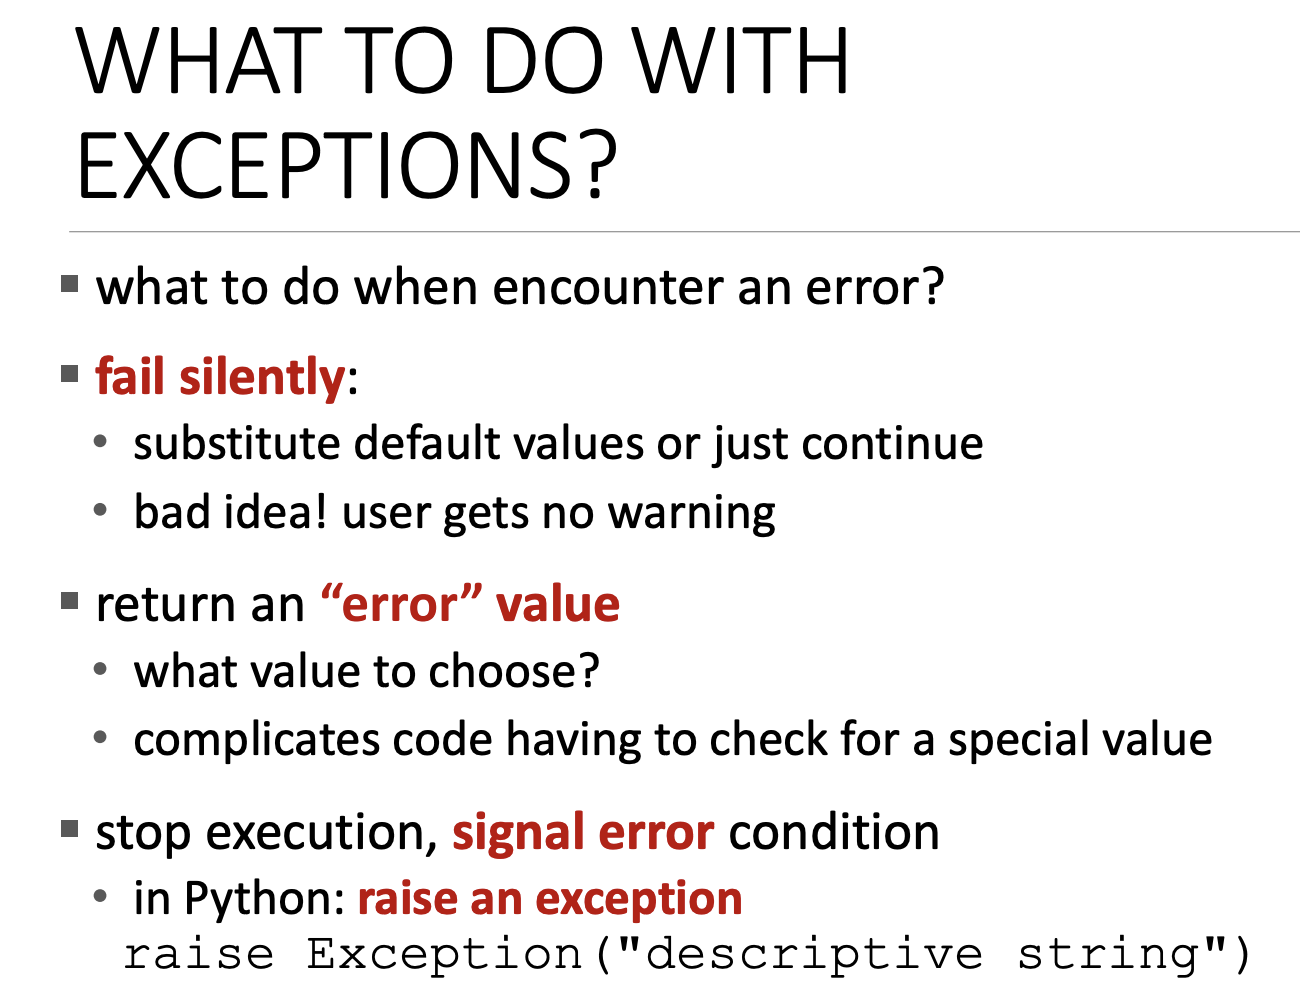 WHAT TO DO WITH
EXCEPTIONS?
▪ what to do when encounter an error?
▪ fail silently:
• substitute default values or just continue
• bad idea! user gets no warning
▪ return an “error” value
• what value to choose?
• complicates code having to check for a special value
▪ stop execution, signal error condition
• in Python: raise an exception
raise Exception("descriptive string")